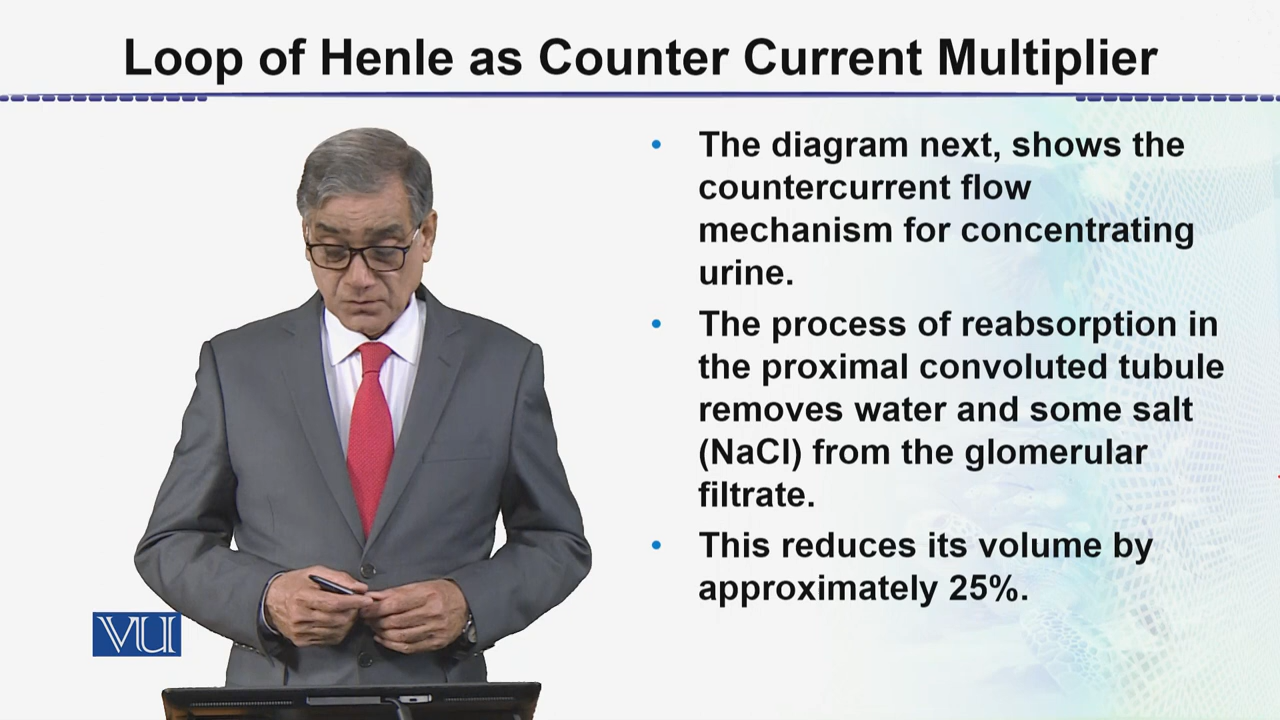 Loop of Henle as Counter Current Multiplier
• The diagram next, shows the
countercurrent flow
mechanism for concentrating
urine.
• The process of reabsorption in
the proximal convoluted tubule
removes water and some salt
(NaCl) from the glomerular
filtrate.
• This reduces its volume by
approximately 25%.
VU